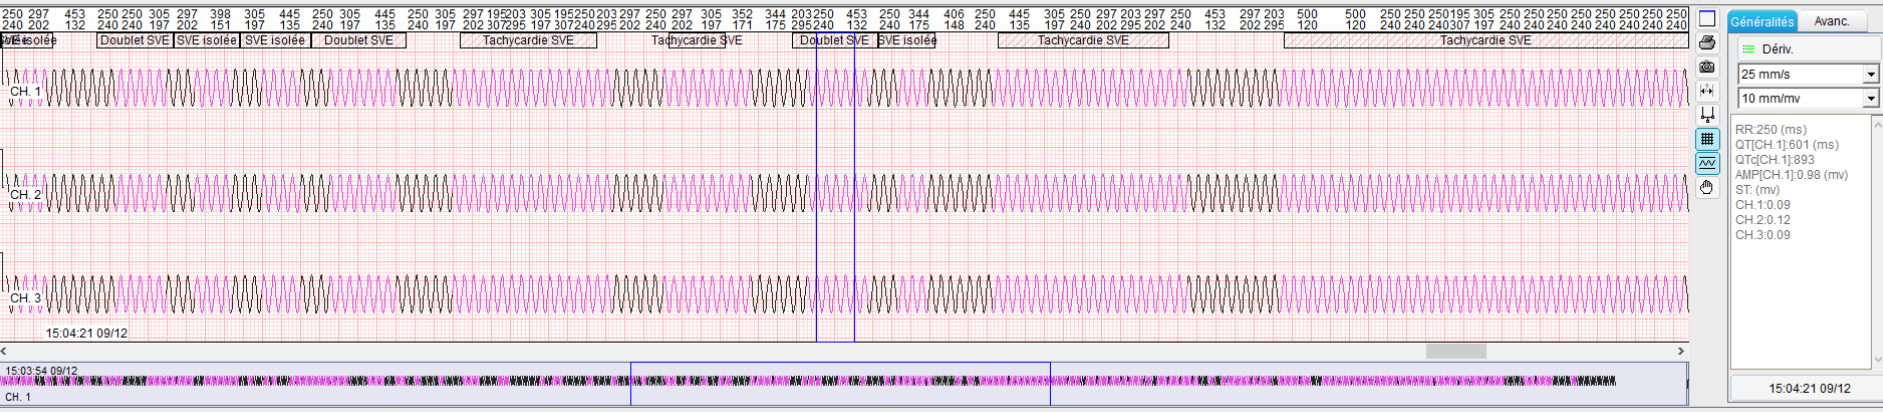 250 297 453 250 305 297 398 305 445 250 307 445 250 305 297 195 203 305 195 250 297 250 297 305 352 344 203 453 250 344 406 250 445 305 250 297 297 297 250 453 297 293 500 500 250 250 250 195 305 250 250 250 250 250 250 250 250 250 250
240 202 132 240 240 197 202 151 197 135 240 197 135 240 197 202 307 295 197 307 240 295 202 240 202 197 171 175 295 240 132 240 175 148 240 135 197 240 202 205 202 240 132 202 295 100 120 240 240 240 307 197 240 240 240 240 240 240 240 240 240 240
SVE isolée Doublet SVE SVE isolée SVE isolée Doublet SVE Tachycardie SVE Tachycardie SVE Doublet SVE SVE isolée Tachycardie SVE Tachycardie SVE
CH. 1
CH. 2
CH. 3
15:04:21 09/12
15:03:54 09/12
CH. 1
Généralités Avanc.
Dériv.
25 mm/s
10 mm/mv
RR:250 (ms)
QT[CH.1]:601 (ms)
QTc[CH.1]:893
AMP[CH.1]:0.98 (mv)
ST: (mv)
CH.1:0.09
CH.2:0.12
CH.3:0.09
15:04:21 09/12